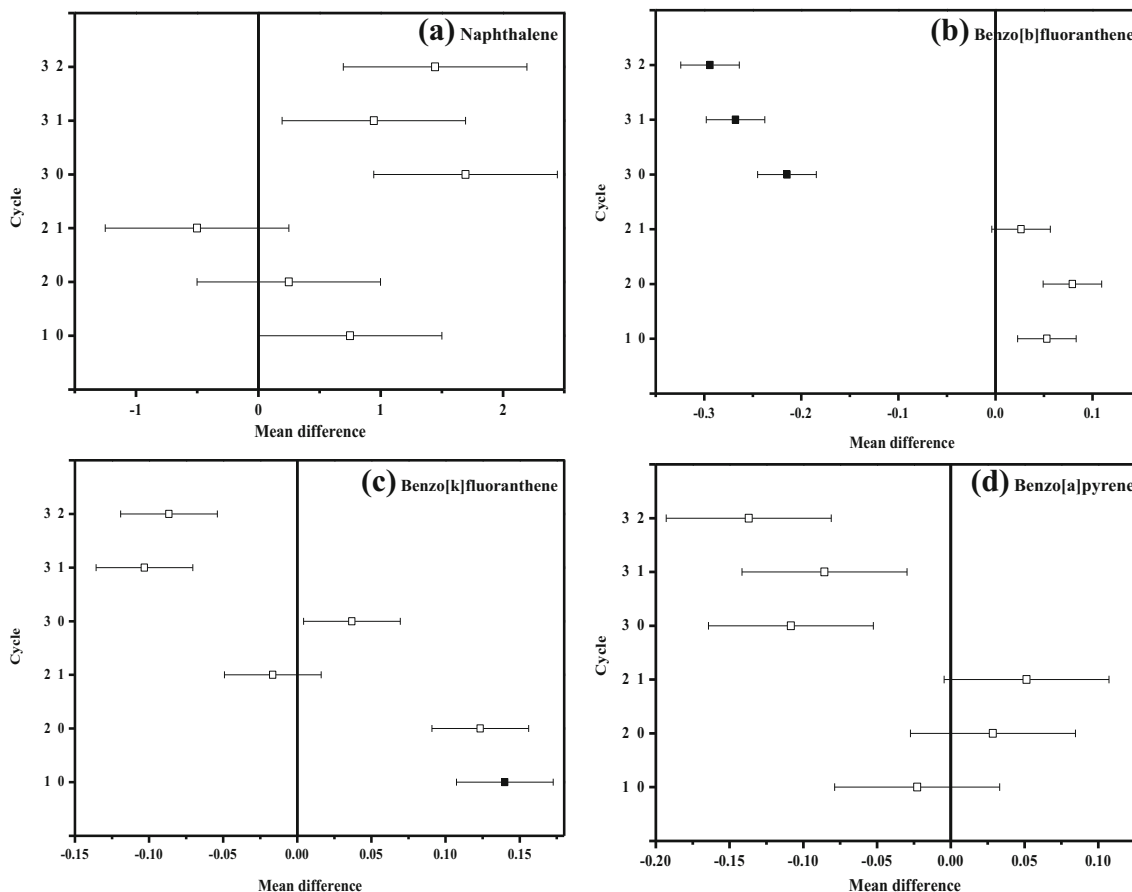 (a) Naphthalene
3 2
3 1
3 0
2 1
2 0
1 0
Cycle
-1 0 1 2
Mean difference
(b) Benzo[b]fluoranthene
3 2
3 1
3 0
2 1
2 0
1 0
Cycle
-0.3 -0.2 -0.1 0.0 0.1
Mean difference
(c) Benzo[k]fluoranthene
3 2
3 1
3 0
2 1
2 0
1 0
Cycle
-0.15 -0.10 -0.05 0.00 0.05 0.10 0.15
Mean difference
(d) Benzo[a]pyrene
3 2
3 1
3 0
2 1
2 0
1 0
Cycle
-0.20 -0.15 -0.10 -0.05 0.00 0.05 0.10
Mean difference